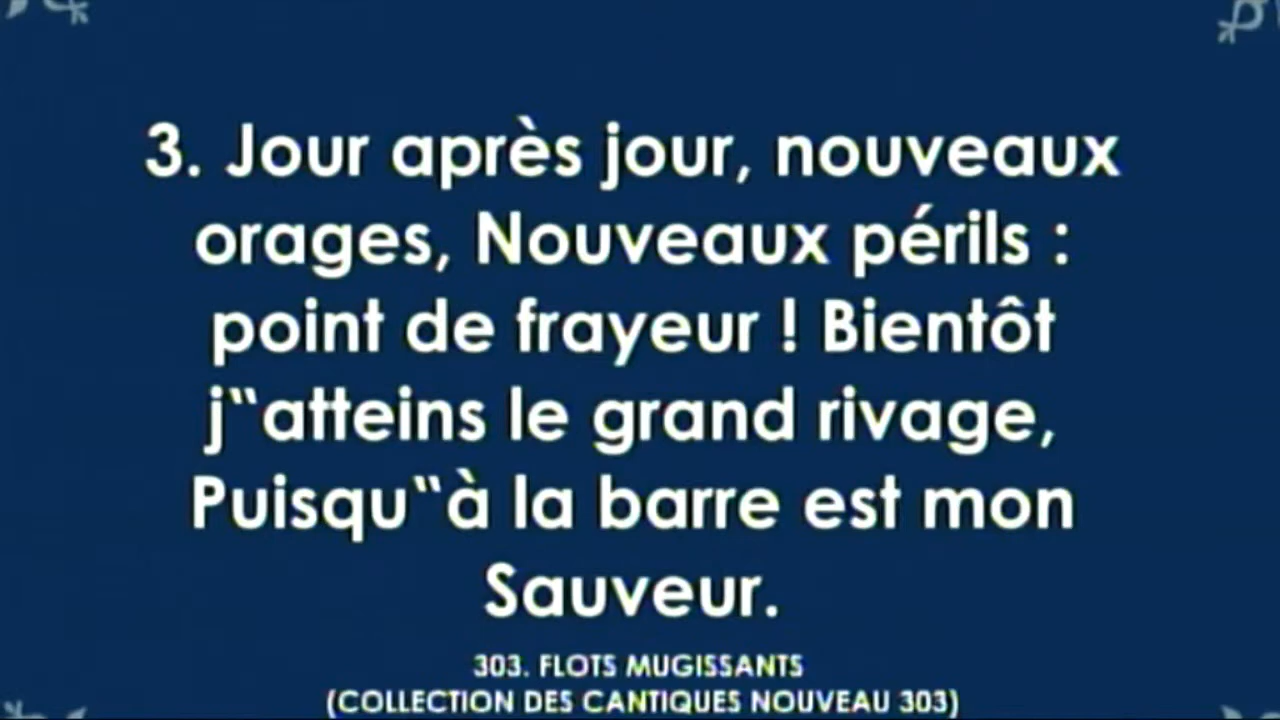 3. Jour après jour, nouveaux
orages, Nouveaux périls :
point de frayeur ! Bientôt
j‟atteins le grand rivage,
Puisqu‟à la barre est mon
Sauveur.
303. FLOTS MUGISSANTS
(COLLECTION DES CANTIQUES NOUVEAU 303)